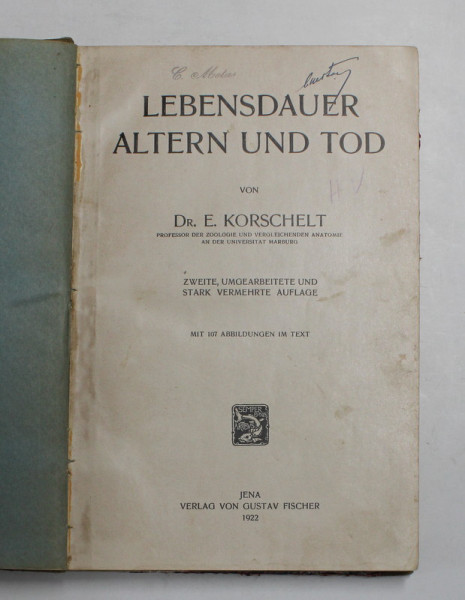 LEBENSDAUER
ALTERN UND TOD
VON
DR. E. KORSCHELT
PROFESSOR DER ZOOLOGIE UND VERGLEICHENDEN ANATOMIE
AN DER UNIVERSITÄT MARBURG
ZWEITE, UMGEARBEITETE UND
STARK VERMEHRTE AUFLAGE
MIT 107 ABBILDUNGEN IM TEXT
SEMPER
JENA
VERLAG VON GUSTAV FISCHER
1922